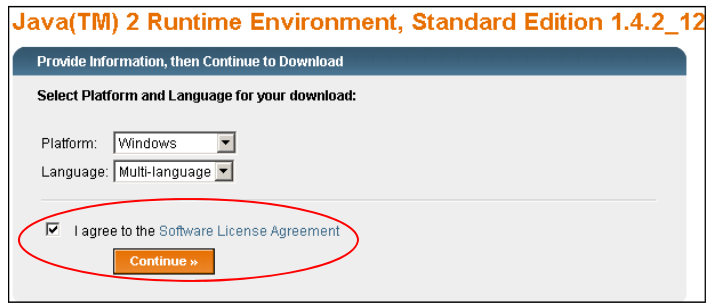 Java(TM) 2 Runtime Environment, Standard Edition 1.4.2_12
Provide Information, then Continue to Download
Select Platform and Language for your download:
Platform: Windows
Language: Multi-language
I agree to the Software License Agreement
Continue »